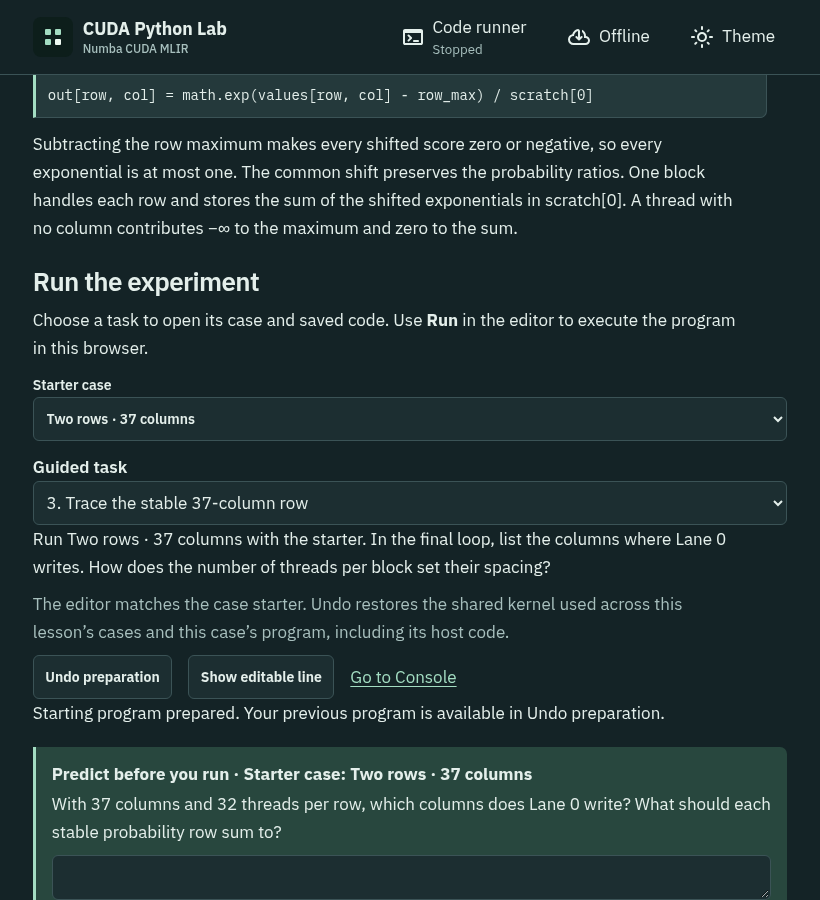 CUDA Python Lab
Numba CUDA MLIR
Code runner
Stopped
Offline
Theme
out[row, col] = math.exp(values[row, col] - row_max) / scratch[0]
Subtracting the row maximum makes every shifted score zero or negative, so every
exponential is at most one. The common shift preserves the probability ratios. One block
handles each row and stores the sum of the shifted exponentials in scratch[0]. A thread with
no column contributes −∞ to the maximum and zero to the sum.
Run the experiment
Choose a task to open its case and saved code. Use Run in the editor to execute the program
in this browser.
Starter case
Two rows · 37 columns
Guided task
3. Trace the stable 37-column row
Run Two rows · 37 columns with the starter. In the final loop, list the columns where Lane 0
writes. How does the number of threads per block set their spacing?
The editor matches the case starter. Undo restores the shared kernel used across this
lesson’s cases and this case’s program, including its host code.
Undo preparation
Show editable line
Go to Console
Starting program prepared. Your previous program is available in Undo preparation.
Predict before you run · Starter case: Two rows · 37 columns
With 37 columns and 32 threads per row, which columns does Lane 0 write? What should each
stable probability row sum to?